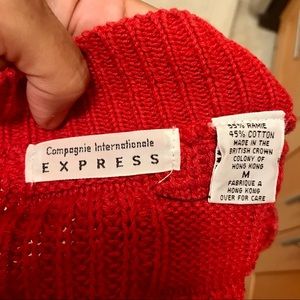 Compagnie Internationale
EXPRESS
55% RAMIE
45% COTTON
MADE IN THE
BRITISH CROWN
COLONY OF
HONG KONG
M
FABRIQUE A
HONG KONG
OVER FOR CARE